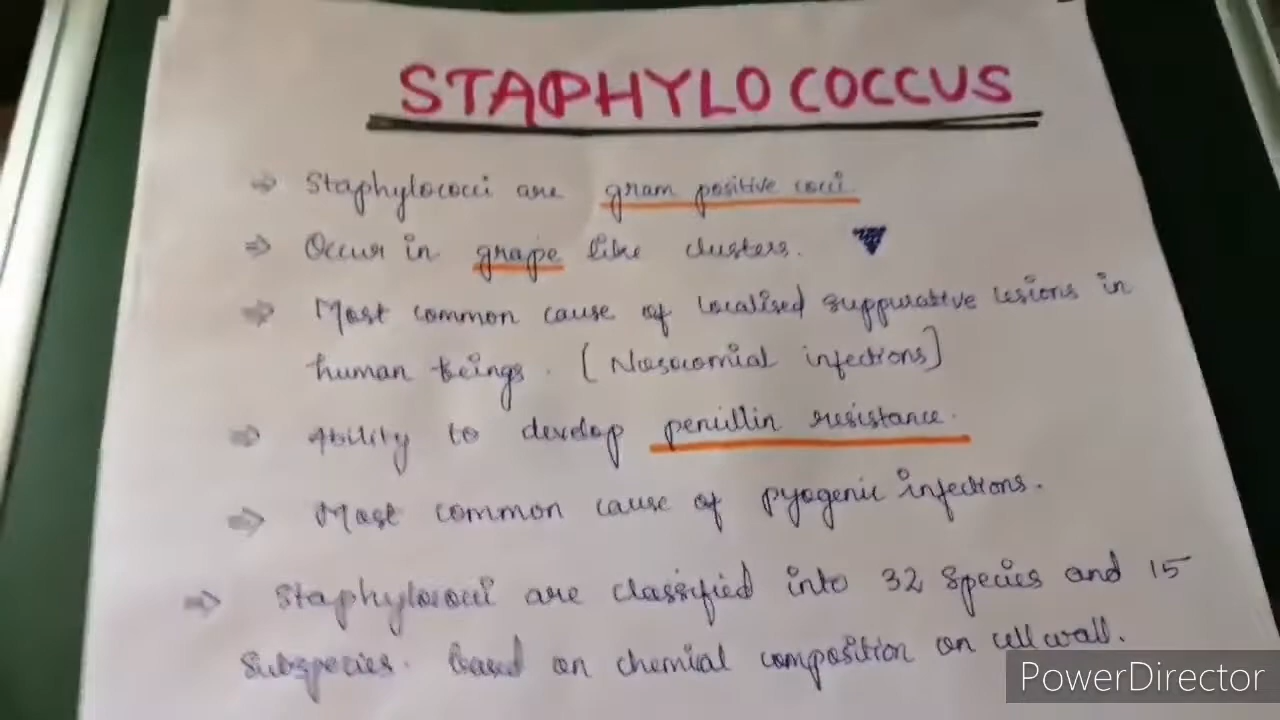 STAPHYLOCOCCUS
⇒ Staphylococci are gram positive cocci
⇒ Occur in grape like clusters.
⇒ Most common cause of localised suppurative lesions in
human beings. [Nosocomial infections]
⇒ Ability to develop penicillin resistance.
⇒ Most common cause of pyogenic infections.
⇒ Staphylococci are classified into 32 species and 15
subspecies. based on chemical composition on cell wall.
PowerDirector